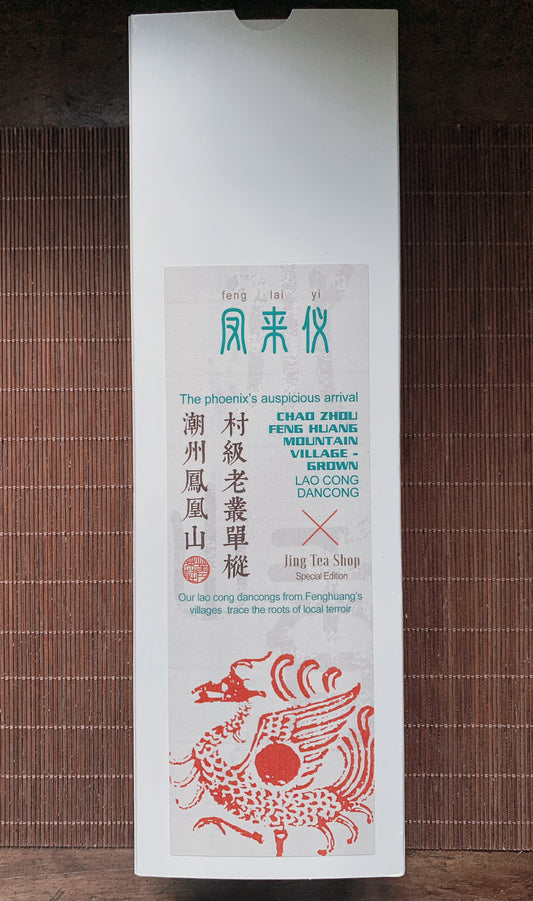 feng lai yi
凤来仪
The phoenix's auspicious arrival
村級老叢單樅
潮州鳳凰山
CHAO ZHOU
FENG HUANG
MOUNTAIN
VILLAGE -
GROWN
LAO CONG
DANCONG
Jing Tea Shop
Special Edition
Our lao cong dancongs from Fenghuang's
villages trace the roots of local terroir